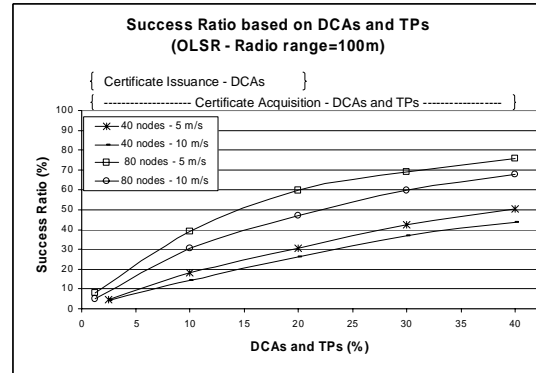 Success Ratio based on DCAs and TPs
(OLSR - Radio range=100m)
{ Certificate Issuance - DCAs }
{ ------------------ Certificate Acquisition - DCAs and TPs ---------------- }
100
90
80
70
60
50
40
30
20
10
0
Success Ratio (%)
40 nodes - 5 m/s
40 nodes - 10 m/s
80 nodes - 5 m/s
80 nodes - 10 m/s
0 5 10 15 20 25 30 35 40
DCAs and TPs (%)